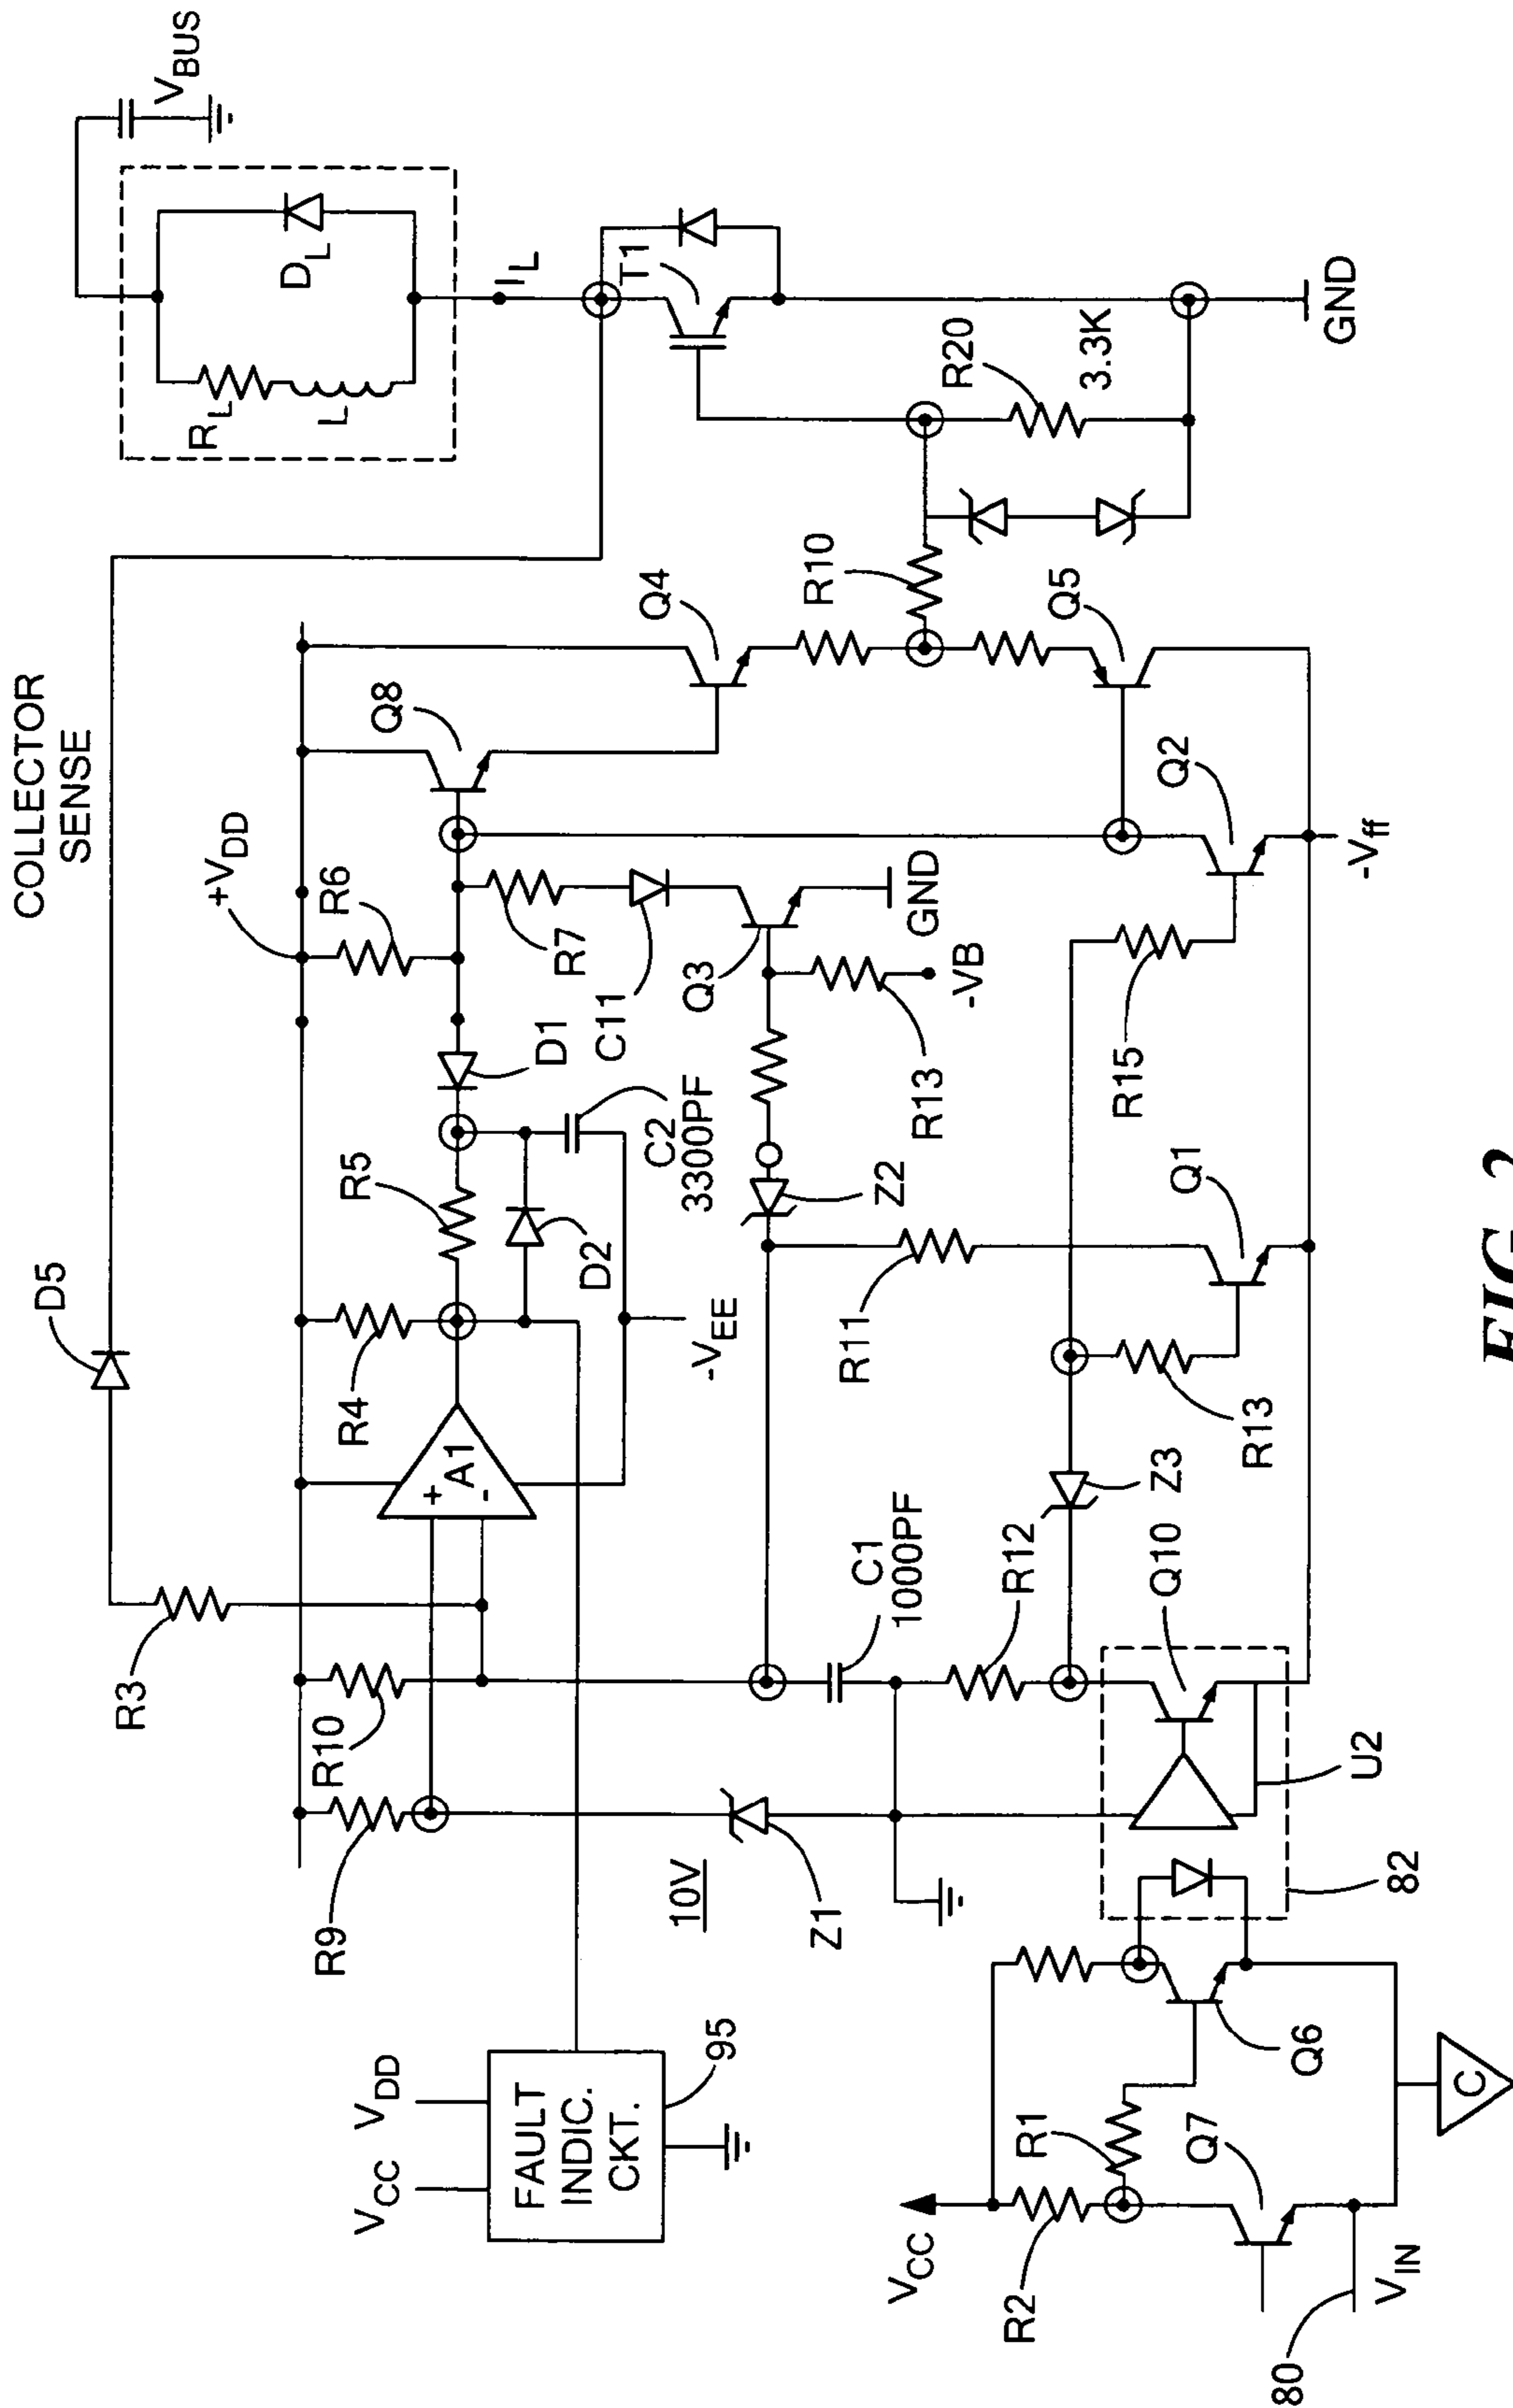 COLLECTOR
SENSE
+V_DD
V_BUS
R_L
L
D_L
I_L
T1
GND
R20
3.3K
R10
Q4
Q5
Q8
Q2
-V_ff
R6
R7
C11
Q3
GND
-VB
R13
R15
D1
C2
3300PF
R5
D2
Z2
Q1
D5
R4
-V_EE
R11
R13
Z3
+
A1
-
R3
R10
C1
1000PF
R12
Q10
U2
82
R9
10V
Z1
V_CC
V_DD
FAULT
INDIC.
CKT.
95
V_CC
R2
R1
Q7
Q6
C
80
V_IN
FIG. 2